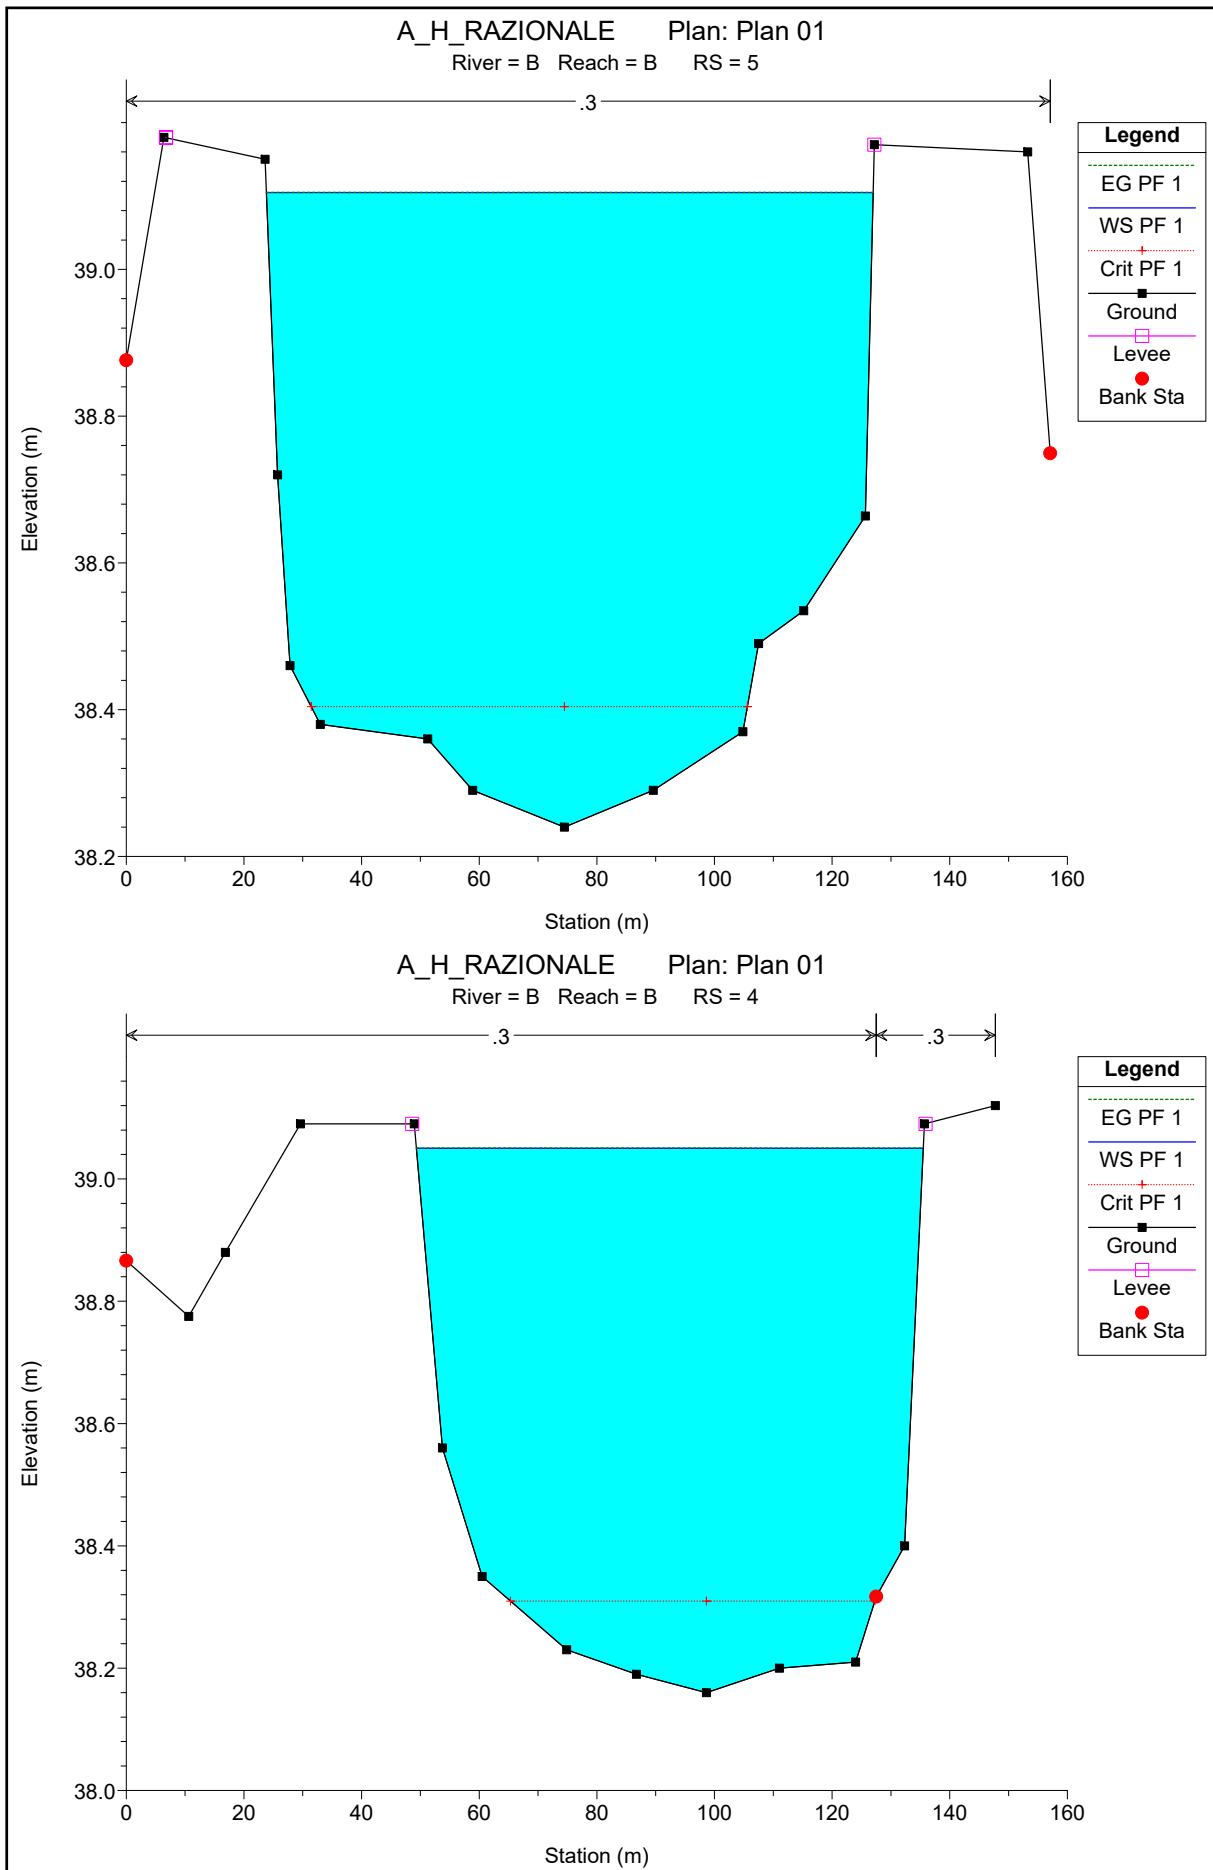 A_H_RAZIONALE Plan: Plan 01
River = B Reach = B RS = 5
.3
Legend
EG PF 1
WS PF 1
Crit PF 1
Ground
Levee
Bank Sta
39.0
38.8
38.6
38.4
38.2
Elevation (m)
0 20 40 60 80 100 120 140 160
Station (m)
A_H_RAZIONALE Plan: Plan 01
River = B Reach = B RS = 4
.3 .3
Legend
EG PF 1
WS PF 1
Crit PF 1
Ground
Levee
Bank Sta
39.0
38.8
38.6
38.4
38.2
38.0
Elevation (m)
0 20 40 60 80 100 120 140 160
Station (m)